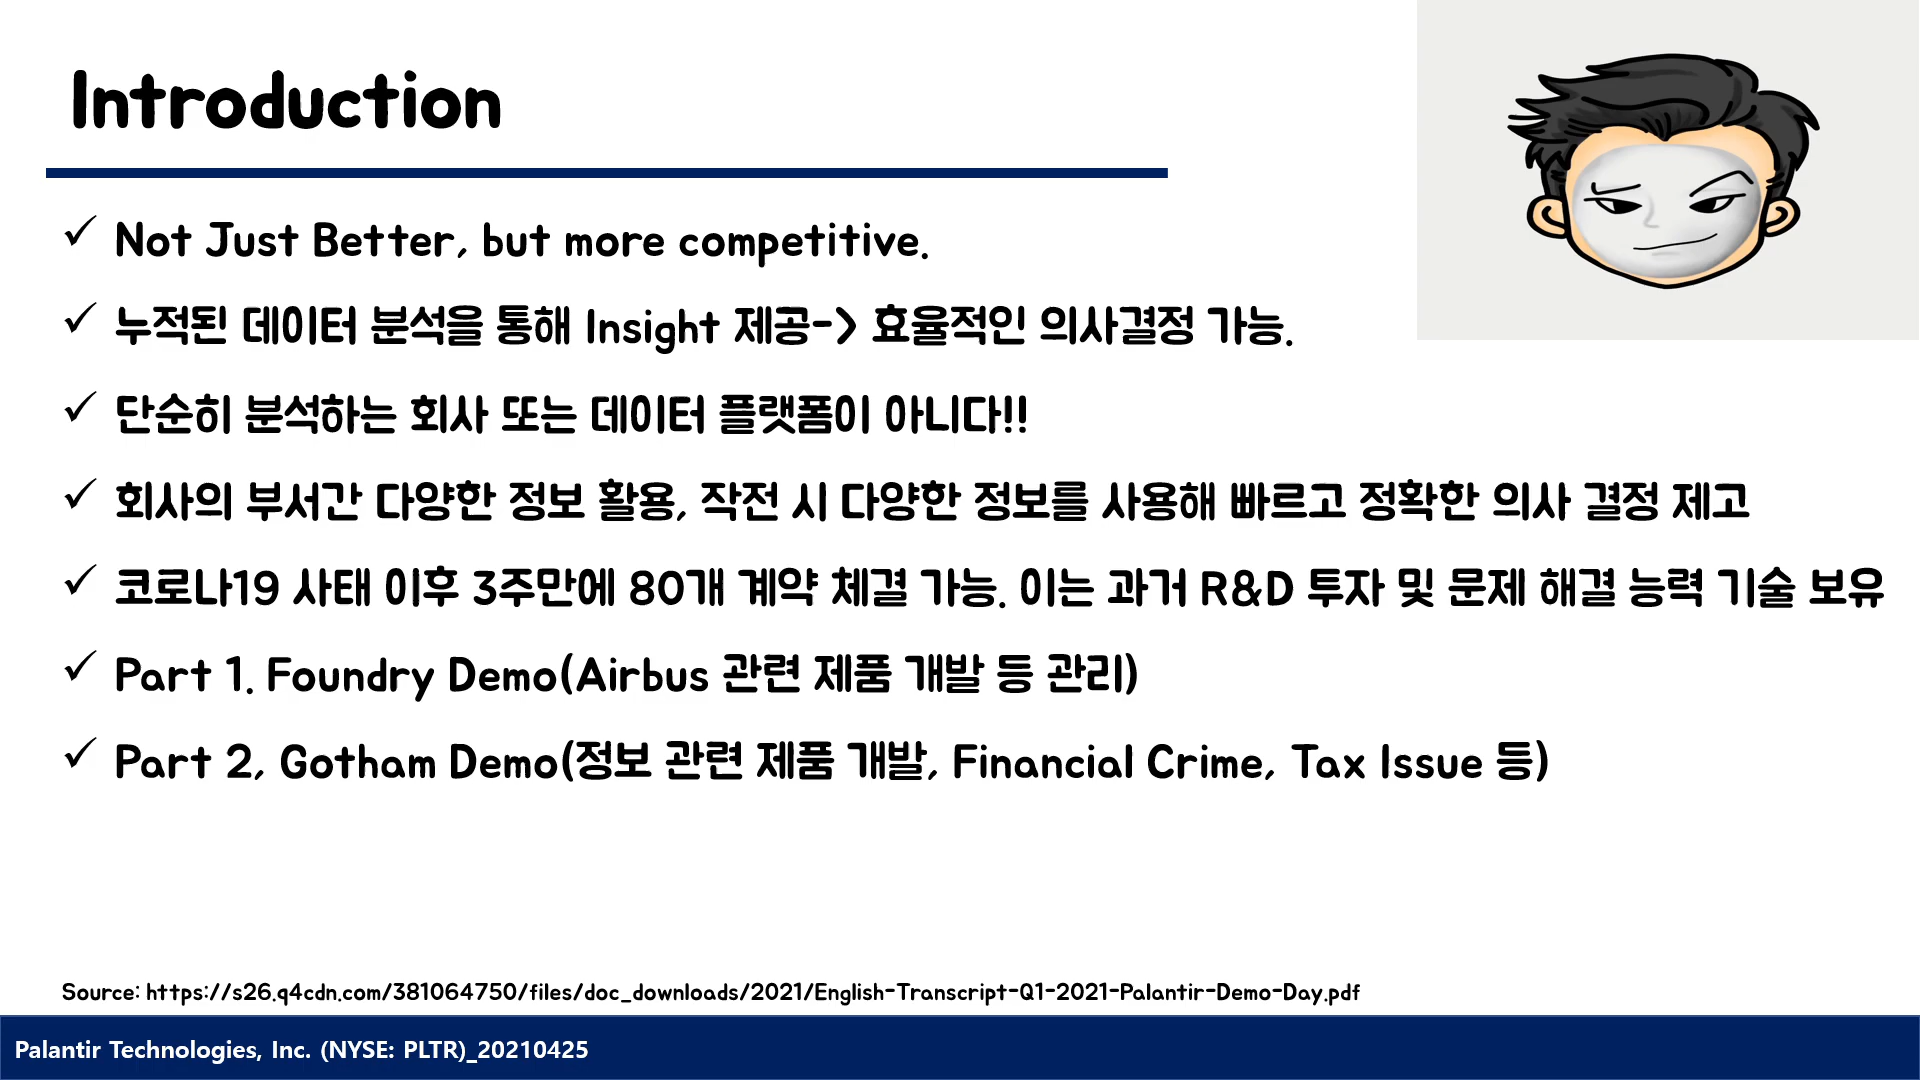 Introduction
✓ Not Just Better, but more competitive.
✓ 누적된 데이터 분석을 통해 Insight 제공-> 효율적인 의사결정 가능.
✓ 단순히 분석하는 회사 또는 데이터 플랫폼이 아니다!!
✓ 회사의 부서간 다양한 정보 활용, 작전 시 다양한 정보를 사용해 빠르고 정확한 의사 결정 제고
✓ 코로나19 사태 이후 3주만에 80개 계약 체결 가능. 이는 과거 R&D 투자 및 문제 해결 능력 기술 보유
✓ Part 1. Foundry Demo(Airbus 관련 제품 개발 등 관리)
✓ Part 2, Gotham Demo(정보 관련 제품 개발, Financial Crime, Tax Issue 등)
Source: https://s26.q4cdn.com/381064750/files/doc_downloads/2021/English-Transcript-Q1-2021-Palantir-Demo-Day.pdf
Palantir Technologies, Inc. (NYSE: PLTR)_20210425